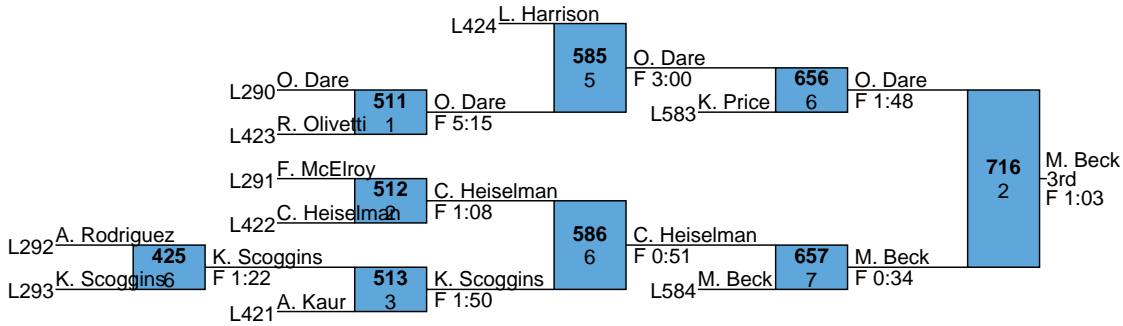 L424 L. Harrison
585
5
O. Dare
F 3:00
L290 O. Dare
511
1
O. Dare
F 5:15
L423 R. Olivetti
656
6
O. Dare
F 1:48
L583 K. Price
L291 F. McElroy
512
2
C. Heiselman
F 1:08
L422 C. Heiselman
716
2
M. Beck
3rd
F 1:03
L292 A. Rodriguez
425
6
K. Scoggins
F 1:22
L293 K. Scoggins
586
6
C. Heiselman
F 0:51
513
3
K. Scoggins
F 1:50
L421 A. Kaur
657
7
M. Beck
F 0:34
L584 M. Beck